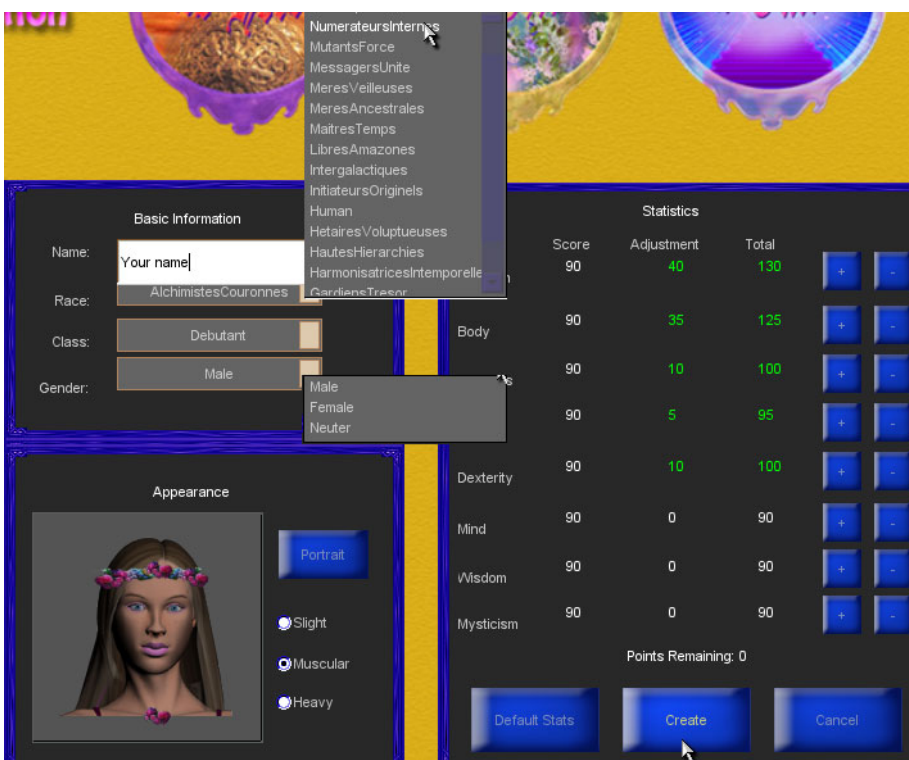 NumerateursInternes
MutantsForce
MessagersUnite
MeresVeilleuses
MeresAncestrales
MaitresTemps
LibresAmazones
Intergalactiques
InitiateursOriginels
Human
HetairesVoluptueuses
HautesHierarchies
HarmonisatricesIntemporelle
GardiensTresor
Basic Information
Name:
Your name
Race:
AlchimistesCouronnes
Class:
Debutant
Gender:
Male
Male
Female
Neuter
Appearance
Portrait
Slight
Muscular
Heavy
Statistics
Score Adjustment Total
90 40 130 + -
Body 90 35 125 + -
90 10 100 + -
90 5 95 + -
Dexterity 90 10 100 + -
Mind 90 0 90 + -
Wisdom 90 0 90 + -
Mysticism 90 0 90 + -
Points Remaining: 0
Default Stats Create Cancel